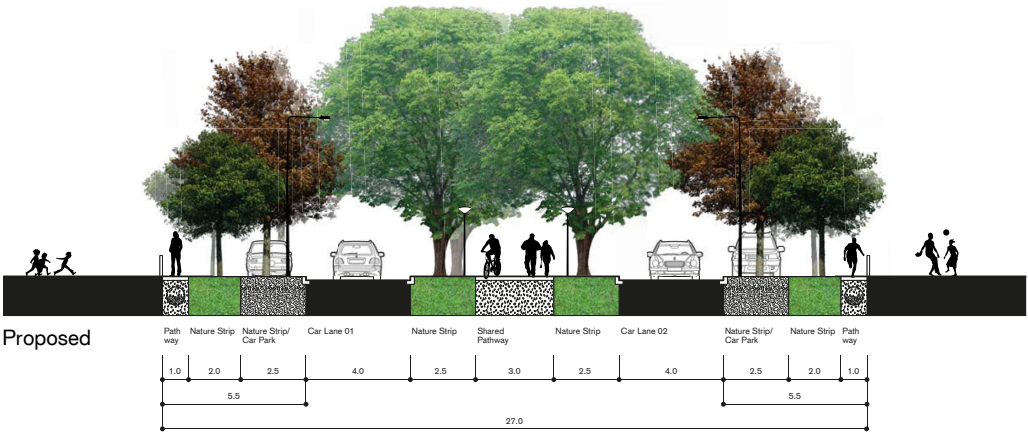 Proposed
Path way
Nature Strip
Nature Strip/ Car Park
Car Lane 01
Nature Strip
Shared Pathway
Nature Strip
Car Lane 02
Nature Strip/ Car Park
Nature Strip
Path way
1.0 2.0 2.5 4.0 2.5 3.0 2.5 4.0 2.5 2.0 1.0
5.5 5.5
27.0